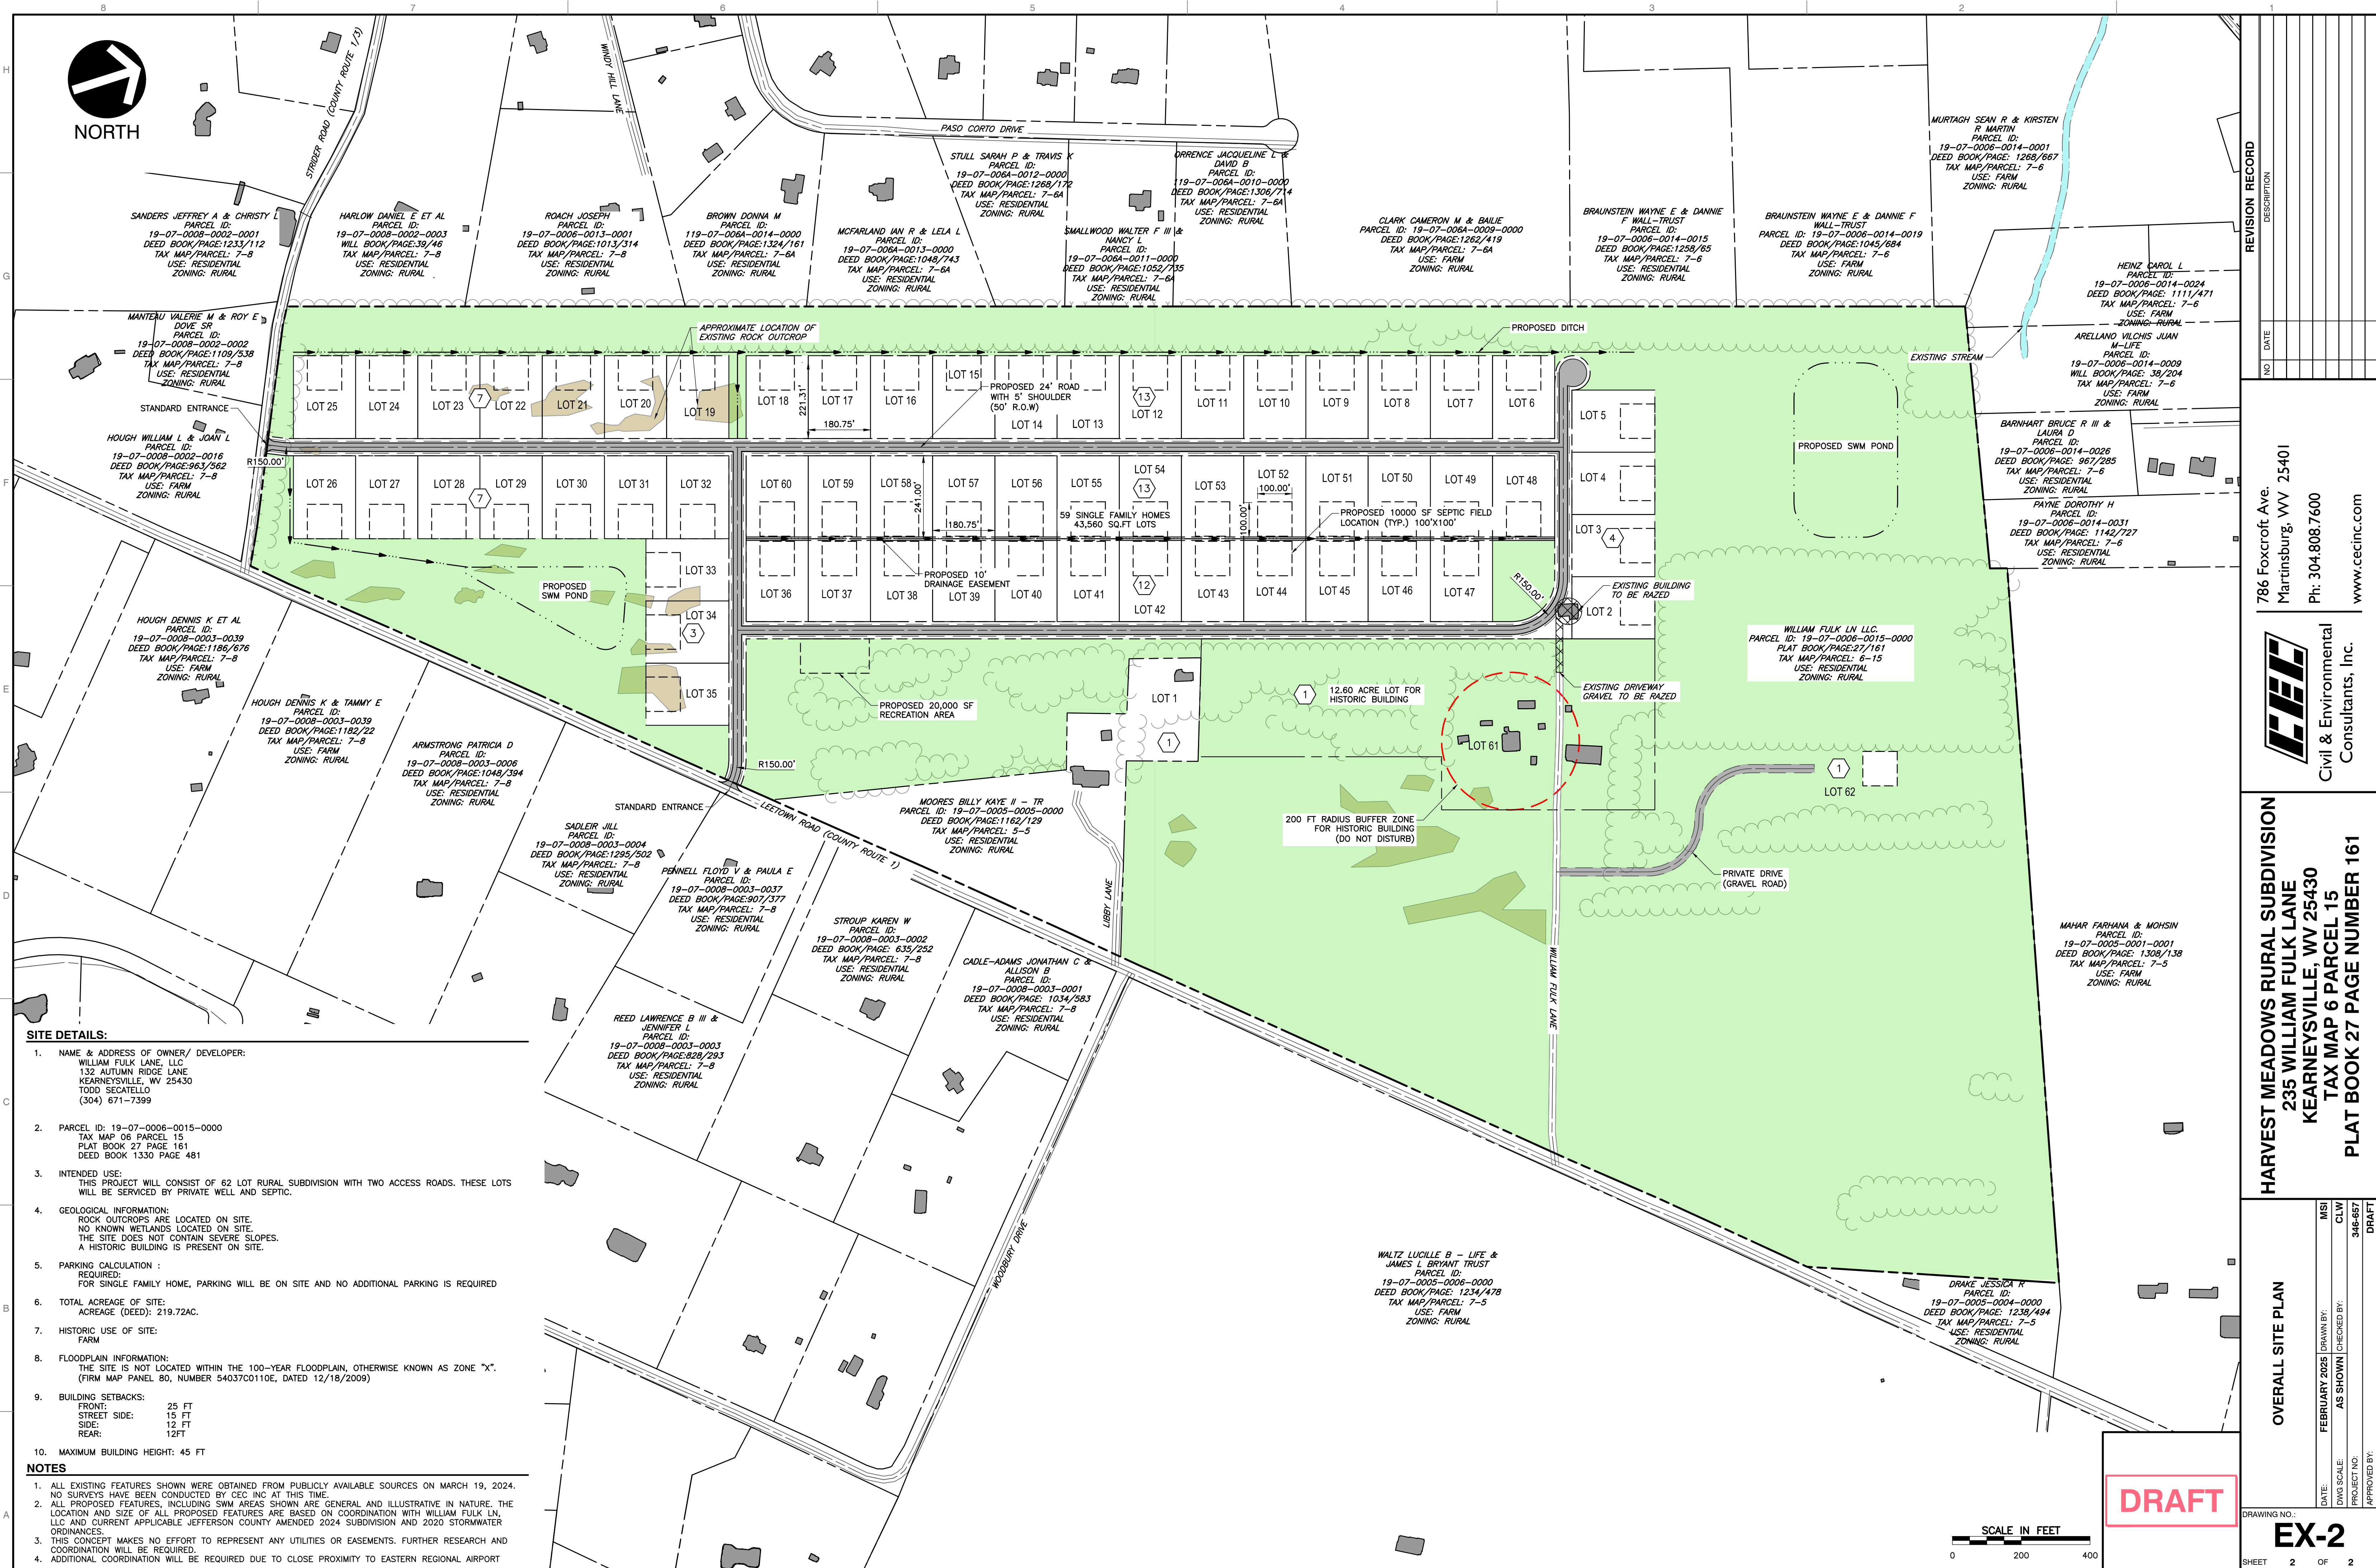 8
7
6
5
4
3
2
1
H
G
F
E
D
C
B
A
NORTH
STRIDER ROAD (COUNTY ROUTE 1/3)
WINDY HILL LANE
PASO CORTO DRIVE
SANDERS JEFFREY A & CHRISTY L
PARCEL ID:
19-07-0008-0002-0001
DEED BOOK/PAGE:1233/112
TAX MAP/PARCEL: 7-8
USE: RESIDENTIAL
ZONING: RURAL
HARLOW DANIEL E ET AL
PARCEL ID:
19-07-0008-0002-0003
WILL BOOK/PAGE:39/46
TAX MAP/PARCEL: 7-8
USE: RESIDENTIAL
ZONING: RURAL
ROACH JOSEPH
PARCEL ID:
19-07-0006-0013-0001
DEED BOOK/PAGE:1013/314
TAX MAP/PARCEL: 7-8
USE: RESIDENTIAL
ZONING: RURAL
BROWN DONNA M
PARCEL ID:
119-07-006A-0014-0000
DEED BOOK/PAGE:1324/161
TAX MAP/PARCEL: 7-6A
USE: RESIDENTIAL
ZONING: RURAL
MCFARLAND IAN R & LELA L
PARCEL ID:
19-07-006A-0013-0000
DEED BOOK/PAGE:1048/743
TAX MAP/PARCEL: 7-6A
USE: RESIDENTIAL
ZONING: RURAL
STULL SARAH P & TRAVIS K
PARCEL ID:
19-07-006A-0012-0000
DEED BOOK/PAGE:1268/172
TAX MAP/PARCEL: 7-6A
USE: RESIDENTIAL
ZONING: RURAL
SMALLWOOD WALTER F III &
NANCY L
PARCEL ID:
19-07-006A-0011-0000
DEED BOOK/PAGE:1052/735
TAX MAP/PARCEL: 7-6A
USE: RESIDENTIAL
ZONING: RURAL
ORRENCE JACQUELINE L &
DAVID B
PARCEL ID:
119-07-006A-0010-0000
DEED BOOK/PAGE:1306/714
TAX MAP/PARCEL: 7-6A
USE: RESIDENTIAL
ZONING: RURAL
CLARK CAMERON M & BAILIE
PARCEL ID: 19-07-006A-0009-0000
DEED BOOK/PAGE:1262/419
TAX MAP/PARCEL: 7-6A
USE: FARM
ZONING: RURAL
BRAUNSTEIN WAYNE E & DANNIE
F WALL-TRUST
PARCEL ID:
19-07-0006-0014-0015
DEED BOOK/PAGE:1258/65
TAX MAP/PARCEL: 7-6
USE: RESIDENTIAL
ZONING: RURAL
BRAUNSTEIN WAYNE E & DANNIE F
WALL-TRUST
PARCEL ID: 19-07-0006-0014-0019
DEED BOOK/PAGE:1045/684
TAX MAP/PARCEL: 7-6
USE: FARM
ZONING: RURAL
MURTAGH SEAN R & KIRSTEN
R MARTIN
PARCEL ID:
19-07-0006-0014-0001
DEED BOOK/PAGE: 1268/667
TAX MAP/PARCEL: 7-6
USE: FARM
ZONING: RURAL
HEINZ CAROL L
PARCEL ID:
19-07-0006-0014-0024
DEED BOOK/PAGE: 1111/471
TAX MAP/PARCEL: 7-6
USE: FARM
ZONING: RURAL
ARELLANO VILCHIS JUAN
M-LIFE
PARCEL ID:
19-07-0006-0014-0009
WILL BOOK/PAGE: 38/204
TAX MAP/PARCEL: 7-6
USE: FARM
ZONING: RURAL
BARNHART BRUCE R III &
LAURA D
PARCEL ID:
19-07-0006-0014-0026
DEED BOOK/PAGE: 967/285
TAX MAP/PARCEL: 7-6
USE: RESIDENTIAL
ZONING: RURAL
PAYNE DOROTHY H
PARCEL ID:
19-07-0006-0014-0031
DEED BOOK/PAGE: 1142/727
TAX MAP/PARCEL: 7-6
USE: RESIDENTIAL
ZONING: RURAL
MANTEAU VALERIE M & ROY E
DOVE SR
PARCEL ID:
19-07-0008-0002-0002
DEED BOOK/PAGE:1109/538
TAX MAP/PARCEL: 7-8
USE: RESIDENTIAL
ZONING: RURAL
STANDARD ENTRANCE
HOUGH WILLIAM L & JOAN L
PARCEL ID:
19-07-0008-0002-0016
DEED BOOK/PAGE:963/562
TAX MAP/PARCEL: 7-8
USE: FARM
ZONING: RURAL
R150.00'
APPROXIMATE LOCATION OF
EXISTING ROCK OUTCROP
PROPOSED DITCH
EXISTING STREAM
PROPOSED SWM POND
PROPOSED 24' ROAD
WITH 5' SHOULDER
(50' R.O.W)
221.31'
180.75'
LOT 25
LOT 24
LOT 23
7
LOT 22
LOT 21
LOT 20
LOT 19
LOT 18
LOT 17
LOT 16
LOT 15
LOT 14
LOT 13
13
LOT 12
LOT 11
LOT 10
LOT 9
LOT 8
LOT 7
LOT 6
LOT 5
LOT 4
LOT 3
4
LOT 2
LOT 26
LOT 27
LOT 28
7
LOT 29
LOT 30
LOT 31
LOT 32
LOT 60
LOT 59
LOT 58
241.00'
LOT 57
180.75'
LOT 56
LOT 55
LOT 54
13
LOT 53
LOT 52
100.00'
100.00'
LOT 51
LOT 50
LOT 49
LOT 48
59 SINGLE FAMILY HOMES
43,560 SQ.FT LOTS
PROPOSED 10000 SF SEPTIC FIELD
LOCATION (TYP.) 100'X100'
PROPOSED 10'
DRAINAGE EASEMENT
LOT 33
LOT 34
3
LOT 35
LOT 36
LOT 37
LOT 38
LOT 39
LOT 40
LOT 41
12
LOT 42
LOT 43
LOT 44
LOT 45
LOT 46
LOT 47
R150.00'
EXISTING BUILDING
TO BE RAZED
PROPOSED
SWM POND
PROPOSED 20,000 SF
RECREATION AREA
R150.00'
STANDARD ENTRANCE
LOT 1
1
1
12.60 ACRE LOT FOR
HISTORIC BUILDING
LOT 61
EXISTING DRIVEWAY
GRAVEL TO BE RAZED
200 FT RADIUS BUFFER ZONE
FOR HISTORIC BUILDING
(DO NOT DISTURB)
WILLIAM FULK LN LLC.
PARCEL ID: 19-07-0006-0015-0000
PLAT BOOK:27/161
TAX MAP/PARCEL: 6-15
USE: RESIDENTIAL
ZONING: RURAL
1
LOT 62
PRIVATE DRIVE
(GRAVEL ROAD)
WILLIAM FULK LANE
LIBBY LANE
LEETOWN ROAD (COUNTY ROUTE 1)
WOODBURY DRIVE
HOUGH DENNIS K ET AL
PARCEL ID:
19-07-0008-0003-0039
DEED BOOK/PAGE:1186/676
TAX MAP/PARCEL: 7-8
USE: FARM
ZONING: RURAL
HOUGH DENNIS K & TAMMY E
PARCEL ID:
19-07-0008-0003-0039
DEED BOOK/PAGE:1182/22
TAX MAP/PARCEL: 7-8
USE: FARM
ZONING: RURAL
ARMSTRONG PATRICIA D
PARCEL ID:
19-07-0008-0003-0006
DEED BOOK/PAGE:1048/394
TAX MAP/PARCEL: 7-8
USE: RESIDENTIAL
ZONING: RURAL
SADLEIR JILL
PARCEL ID:
19-07-0008-0003-0004
DEED BOOK/PAGE:1295/502
TAX MAP/PARCEL: 7-8
USE: RESIDENTIAL
ZONING: RURAL
PENNELL FLOYD V & PAULA E
PARCEL ID:
19-07-0008-0003-0037
DEED BOOK/PAGE:907/377
TAX MAP/PARCEL: 7-8
USE: RESIDENTIAL
ZONING: RURAL
MOORES BILLY KAYE II - TR
PARCEL ID: 19-07-0005-0005-0000
DEED BOOK/PAGE:1162/129
TAX MAP/PARCEL: 5-5
USE: RESIDENTIAL
ZONING: RURAL
STROUP KAREN W
PARCEL ID:
19-07-0008-0003-0002
DEED BOOK/PAGE: 635/252
TAX MAP/PARCEL: 7-8
USE: RESIDENTIAL
ZONING: RURAL
CADLE-ADAMS JONATHAN C &
ALLISON B
PARCEL ID:
19-07-0008-0003-0001
DEED BOOK/PAGE: 1034/583
TAX MAP/PARCEL: 7-8
USE: RESIDENTIAL
ZONING: RURAL
REED LAWRENCE B III &
JENNIFER L
PARCEL ID:
19-07-0008-0003-0003
DEED BOOK/PAGE:828/293
TAX MAP/PARCEL: 7-8
USE: RESIDENTIAL
ZONING: RURAL
MAHAR FARHANA & MOHSIN
PARCEL ID:
19-07-0005-0001-0001
DEED BOOK/PAGE: 1308/138
TAX MAP/PARCEL: 7-5
USE: FARM
ZONING: RURAL
WALTZ LUCILLE B - LIFE &
JAMES L BRYANT TRUST
PARCEL ID:
19-07-0005-0006-0000
DEED BOOK/PAGE: 1234/478
TAX MAP/PARCEL: 7-5
USE: FARM
ZONING: RURAL
DRAKE JESSICA R
PARCEL ID:
19-07-0005-0004-0000
DEED BOOK/PAGE: 1238/494
TAX MAP/PARCEL: 7-5
USE: RESIDENTIAL
ZONING: RURAL
SITE DETAILS:
1. NAME & ADDRESS OF OWNER/ DEVELOPER:
WILLIAM FULK LANE, LLC
132 AUTUMN RIDGE LANE
KEARNEYSVILLE, WV 25430
TODD SECATELLO
(304) 671-7399
2. PARCEL ID: 19-07-0006-0015-0000
TAX MAP 06 PARCEL 15
PLAT BOOK 27 PAGE 161
DEED BOOK 1330 PAGE 481
3. INTENDED USE:
THIS PROJECT WILL CONSIST OF 62 LOT RURAL SUBDIVISION WITH TWO ACCESS ROADS. THESE LOTS
WILL BE SERVICED BY PRIVATE WELL AND SEPTIC.
4. GEOLOGICAL INFORMATION:
ROCK OUTCROPS ARE LOCATED ON SITE.
NO KNOWN WETLANDS LOCATED ON SITE.
THE SITE DOES NOT CONTAIN SEVERE SLOPES.
A HISTORIC BUILDING IS PRESENT ON SITE.
5. PARKING CALCULATION :
REQUIRED:
FOR SINGLE FAMILY HOME, PARKING WILL BE ON SITE AND NO ADDITIONAL PARKING IS REQUIRED
6. TOTAL ACREAGE OF SITE:
ACREAGE (DEED): 219.72AC.
7. HISTORIC USE OF SITE:
FARM
8. FLOODPLAIN INFORMATION:
THE SITE IS NOT LOCATED WITHIN THE 100-YEAR FLOODPLAIN, OTHERWISE KNOWN AS ZONE "X".
(FIRM MAP PANEL 80, NUMBER 54037C0110E, DATED 12/18/2009)
9. BUILDING SETBACKS:
FRONT: 25 FT
STREET SIDE: 15 FT
SIDE: 12 FT
REAR: 12FT
10. MAXIMUM BUILDING HEIGHT: 45 FT
NOTES
1. ALL EXISTING FEATURES SHOWN WERE OBTAINED FROM PUBLICLY AVAILABLE SOURCES ON MARCH 19, 2024.
NO SURVEYS HAVE BEEN CONDUCTED BY CEC INC AT THIS TIME.
2. ALL PROPOSED FEATURES, INCLUDING SWM AREAS SHOWN ARE GENERAL AND ILLUSTRATIVE IN NATURE. THE
LOCATION AND SIZE OF ALL PROPOSED FEATURES ARE BASED ON COORDINATION WITH WILLIAM FULK LN,
LLC AND CURRENT APPLICABLE JEFFERSON COUNTY AMENDED 2024 SUBDIVISION AND 2020 STORMWATER
ORDINANCES.
3. THIS CONCEPT MAKES NO EFFORT TO REPRESENT ANY UTILITIES OR EASEMENTS. FURTHER RESEARCH AND
COORDINATION WILL BE REQUIRED.
4. ADDITIONAL COORDINATION WILL BE REQUIRED DUE TO CLOSE PROXIMITY TO EASTERN REGIONAL AIRPORT
SCALE IN FEET
0 200 400
DRAFT
REVISION RECORD
NO DATE DESCRIPTION
CEC
Civil & Environmental
Consultants, Inc.
786 Foxcroft Ave.
Martinsburg, WV 25401
Ph: 304.808.7600
www.cecinc.com
HARVEST MEADOWS RURAL SUBDIVISION
235 WILLIAM FULK LANE
KEARNEYSVILLE, WV 25430
TAX MAP 6 PARCEL 15
PLAT BOOK 27 PAGE NUMBER 161
OVERALL SITE PLAN
DATE: FEBRUARY 2025 DRAWN BY: MSI
DWG SCALE: AS SHOWN CHECKED BY: CLW
PROJECT NO: 346-657
APPROVED BY: DRAFT
DRAWING NO.:
EX-2
SHEET 2 OF 2